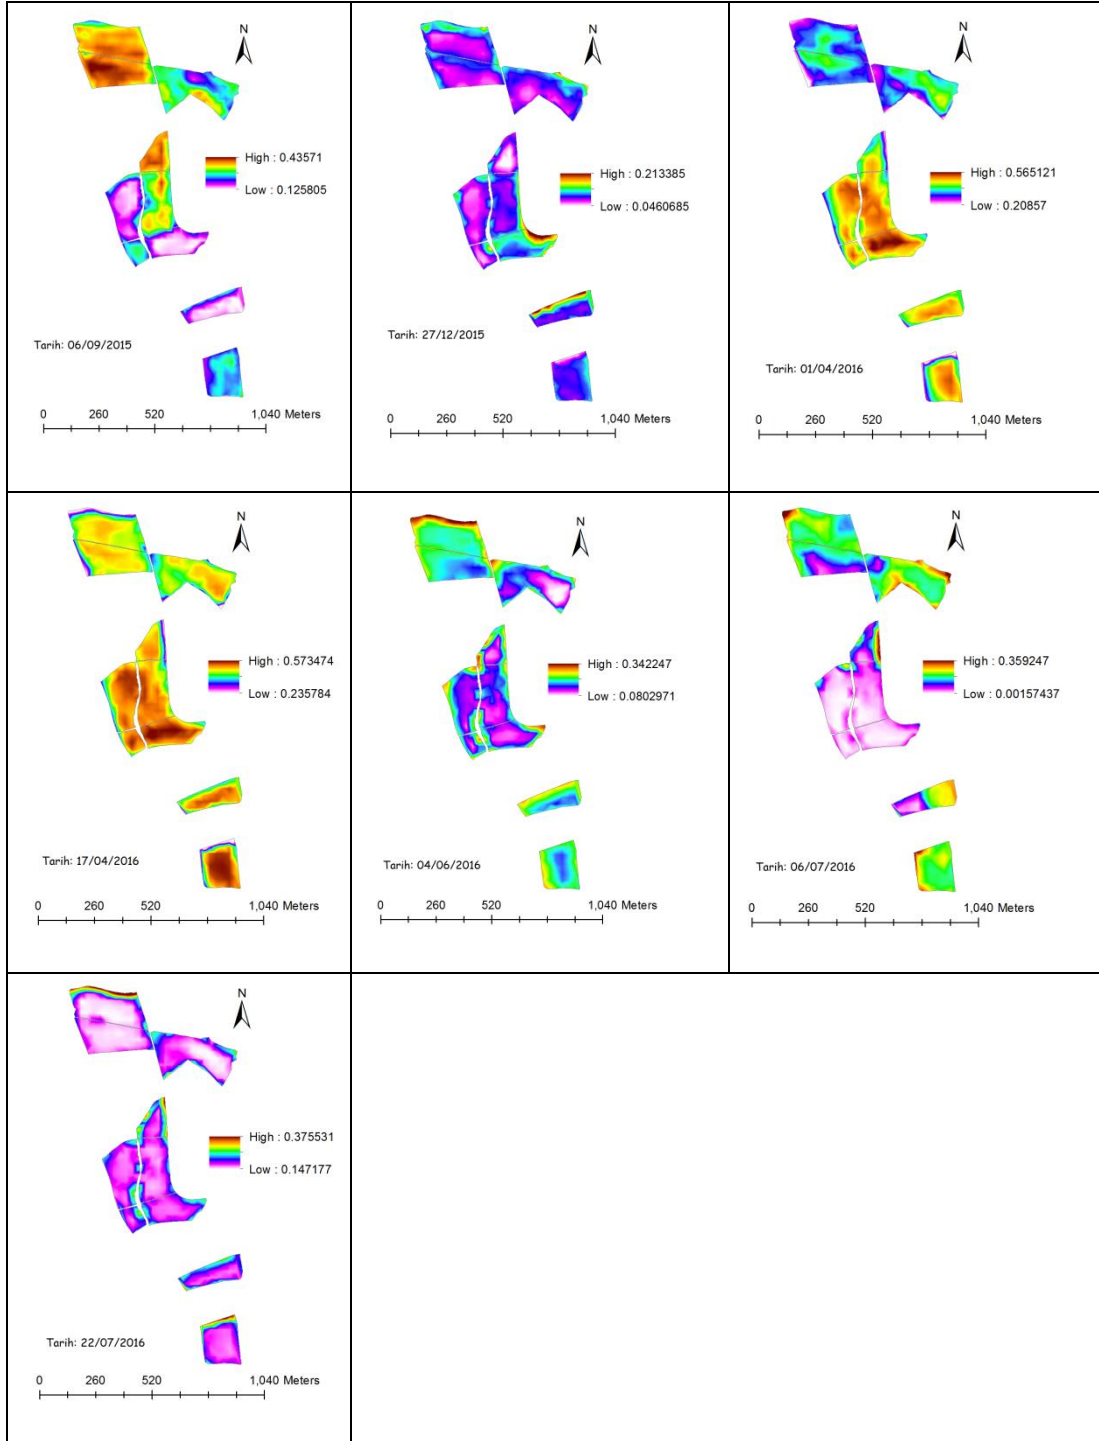 N
High : 0.43571
Low : 0.125805
Tarih: 06/09/2015
0 260 520 1,040 Meters
N
High : 0.213385
Low : 0.0460685
Tarih: 27/12/2015
0 260 520 1,040 Meters
N
High : 0.565121
Low : 0.20857
Tarih: 01/04/2016
0 260 520 1,040 Meters
N
High : 0.573474
Low : 0.235784
Tarih: 17/04/2016
0 260 520 1,040 Meters
N
High : 0.342247
Low : 0.0802971
Tarih: 04/06/2016
0 260 520 1,040 Meters
N
High : 0.359247
Low : 0.00157437
Tarih: 06/07/2016
0 260 520 1,040 Meters
N
High : 0.375531
Low : 0.147177
Tarih: 22/07/2016
0 260 520 1,040 Meters